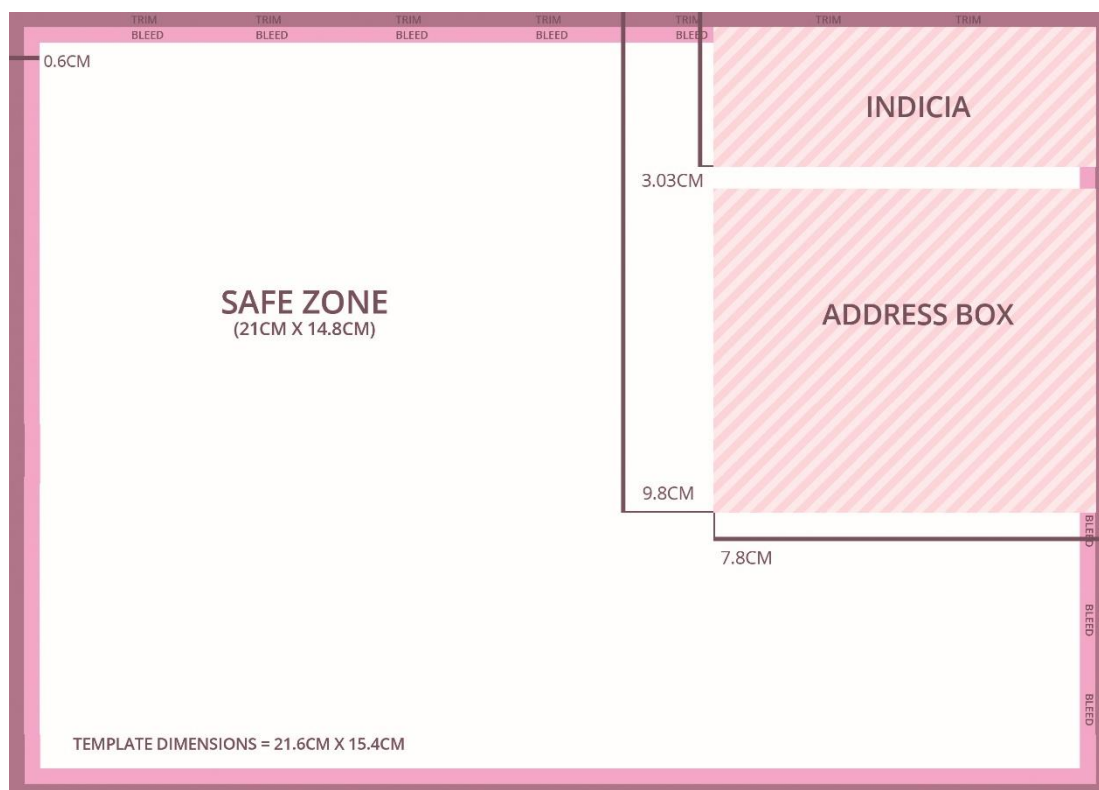 TRIM TRIM TRIM TRIM TRIM TRIM TRIM
BLEED BLEED BLEED BLEED BLEED
0.6CM
INDICIA
3.03CM
SAFE ZONE
(21CM X 14.8CM)
ADDRESS BOX
9.8CM
BLEED
7.8CM
BLEED
BLEED
TEMPLATE DIMENSIONS = 21.6CM X 15.4CM